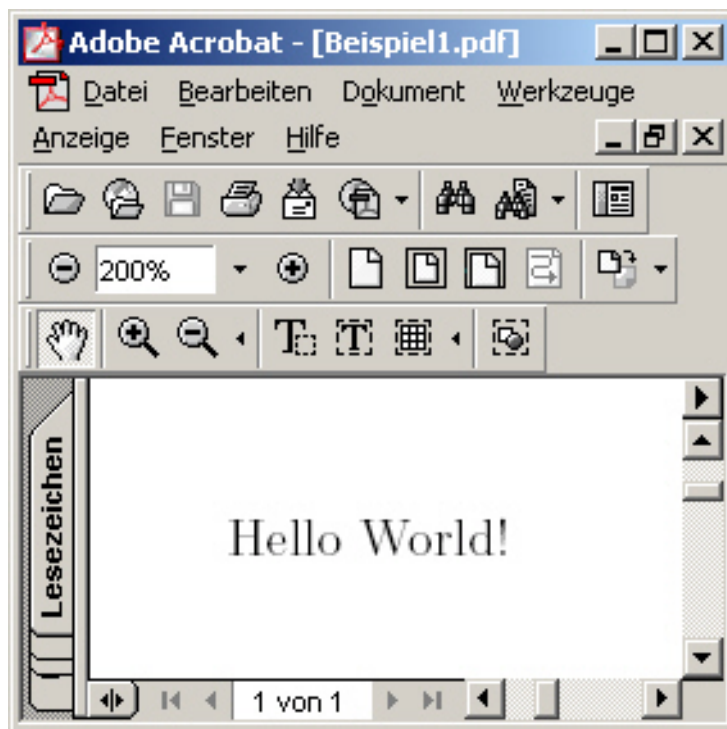 Adobe Acrobat - [Beispiel1.pdf]
Datei Bearbeiten Dokument Werkzeuge
Anzeige Fenster Hilfe
200%
Lesezeichen
Hello World!
1 von 1